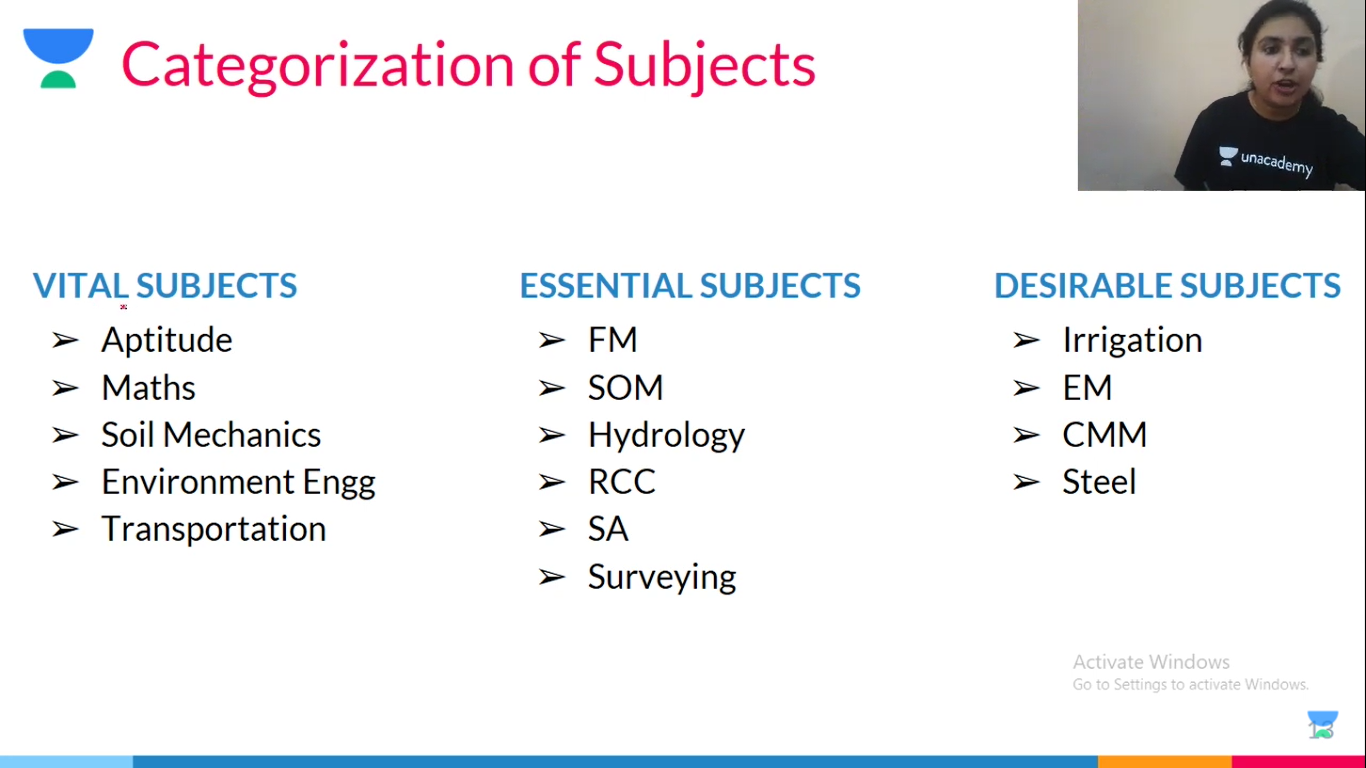 Categorization of Subjects
unacademy
VITAL SUBJECTS
➢ Aptitude
➢ Maths
➢ Soil Mechanics
➢ Environment Engg
➢ Transportation
ESSENTIAL SUBJECTS
➢ FM
➢ SOM
➢ Hydrology
➢ RCC
➢ SA
➢ Surveying
DESIRABLE SUBJECTS
➢ Irrigation
➢ EM
➢ CMM
➢ Steel
Activate Windows
Go to Settings to activate Windows.
13